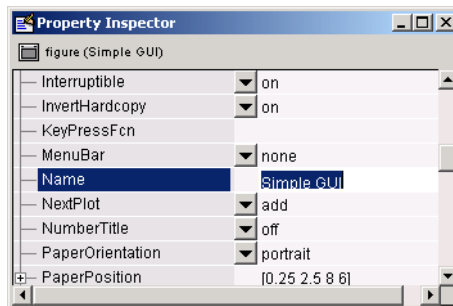 Property Inspector
figure (Simple GUI)
Interruptible on
InvertHardcopy on
KeyPressFcn
MenuBar none
Name Simple GUI
NextPlot add
NumberTitle off
PaperOrientation portrait
PaperPosition [0.25 2.5 8 6]